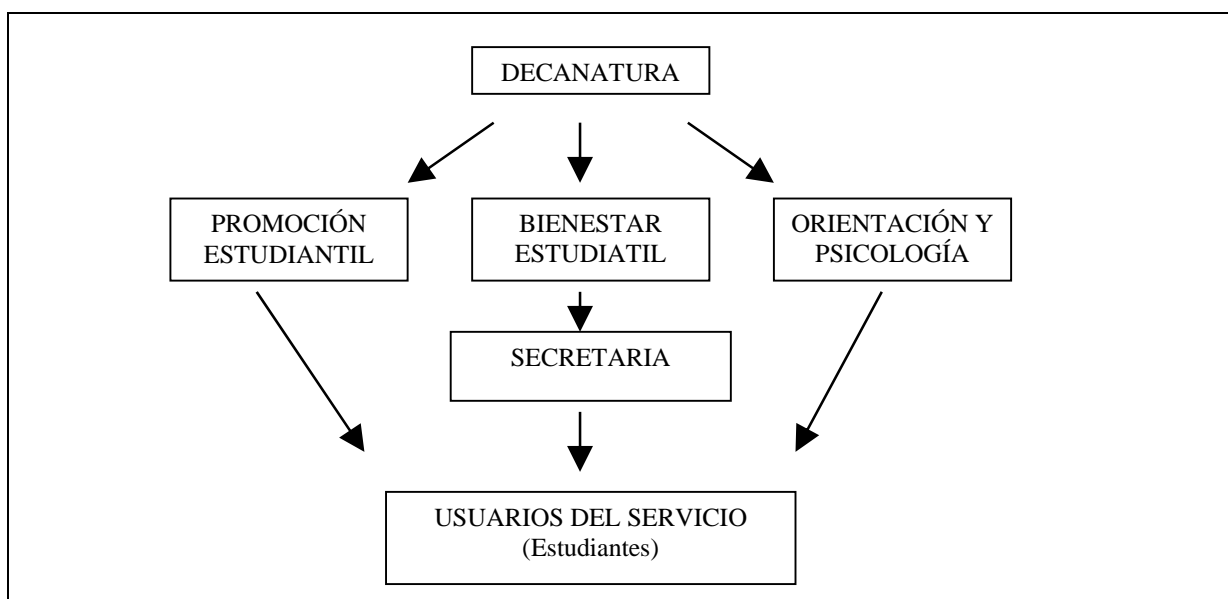 DECANATURA
PROMOCIÓN
ESTUDIANTIL
BIENESTAR
ESTUDIATIL
ORIENTACIÓN Y
PSICOLOGÍA
SECRETARIA
USUARIOS DEL SERVICIO
(Estudiantes)